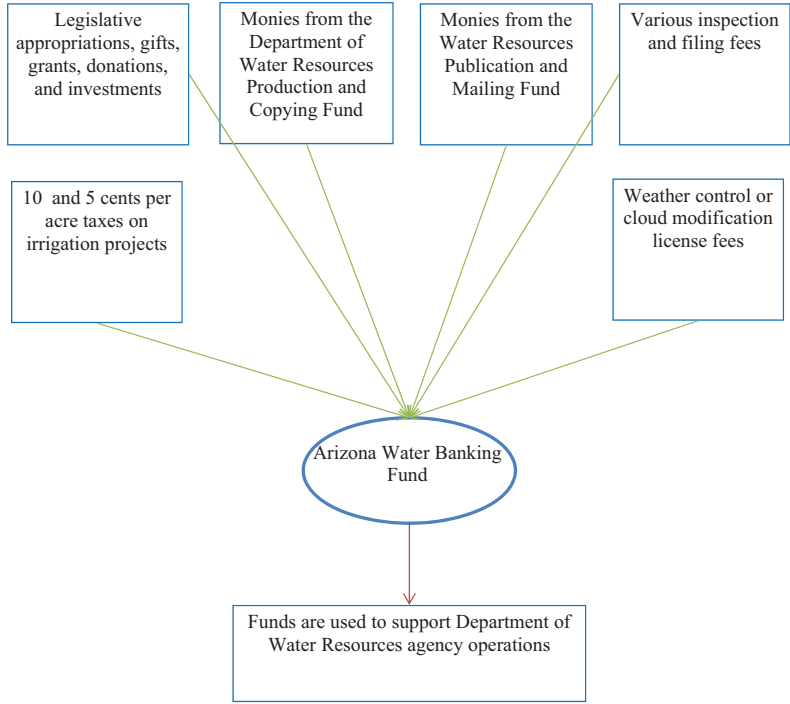 Legislative
appropriations, gifts,
grants, donations,
and investments
Monies from the
Department of
Water Resources
Production and
Copying Fund
Monies from the
Water Resources
Publication and
Mailing Fund
Various inspection
and filing fees
10 and 5 cents per
acre taxes on
irrigation projects
Weather control or
cloud modification
license fees
Arizona Water Banking
Fund
Funds are used to support Department of
Water Resources agency operations